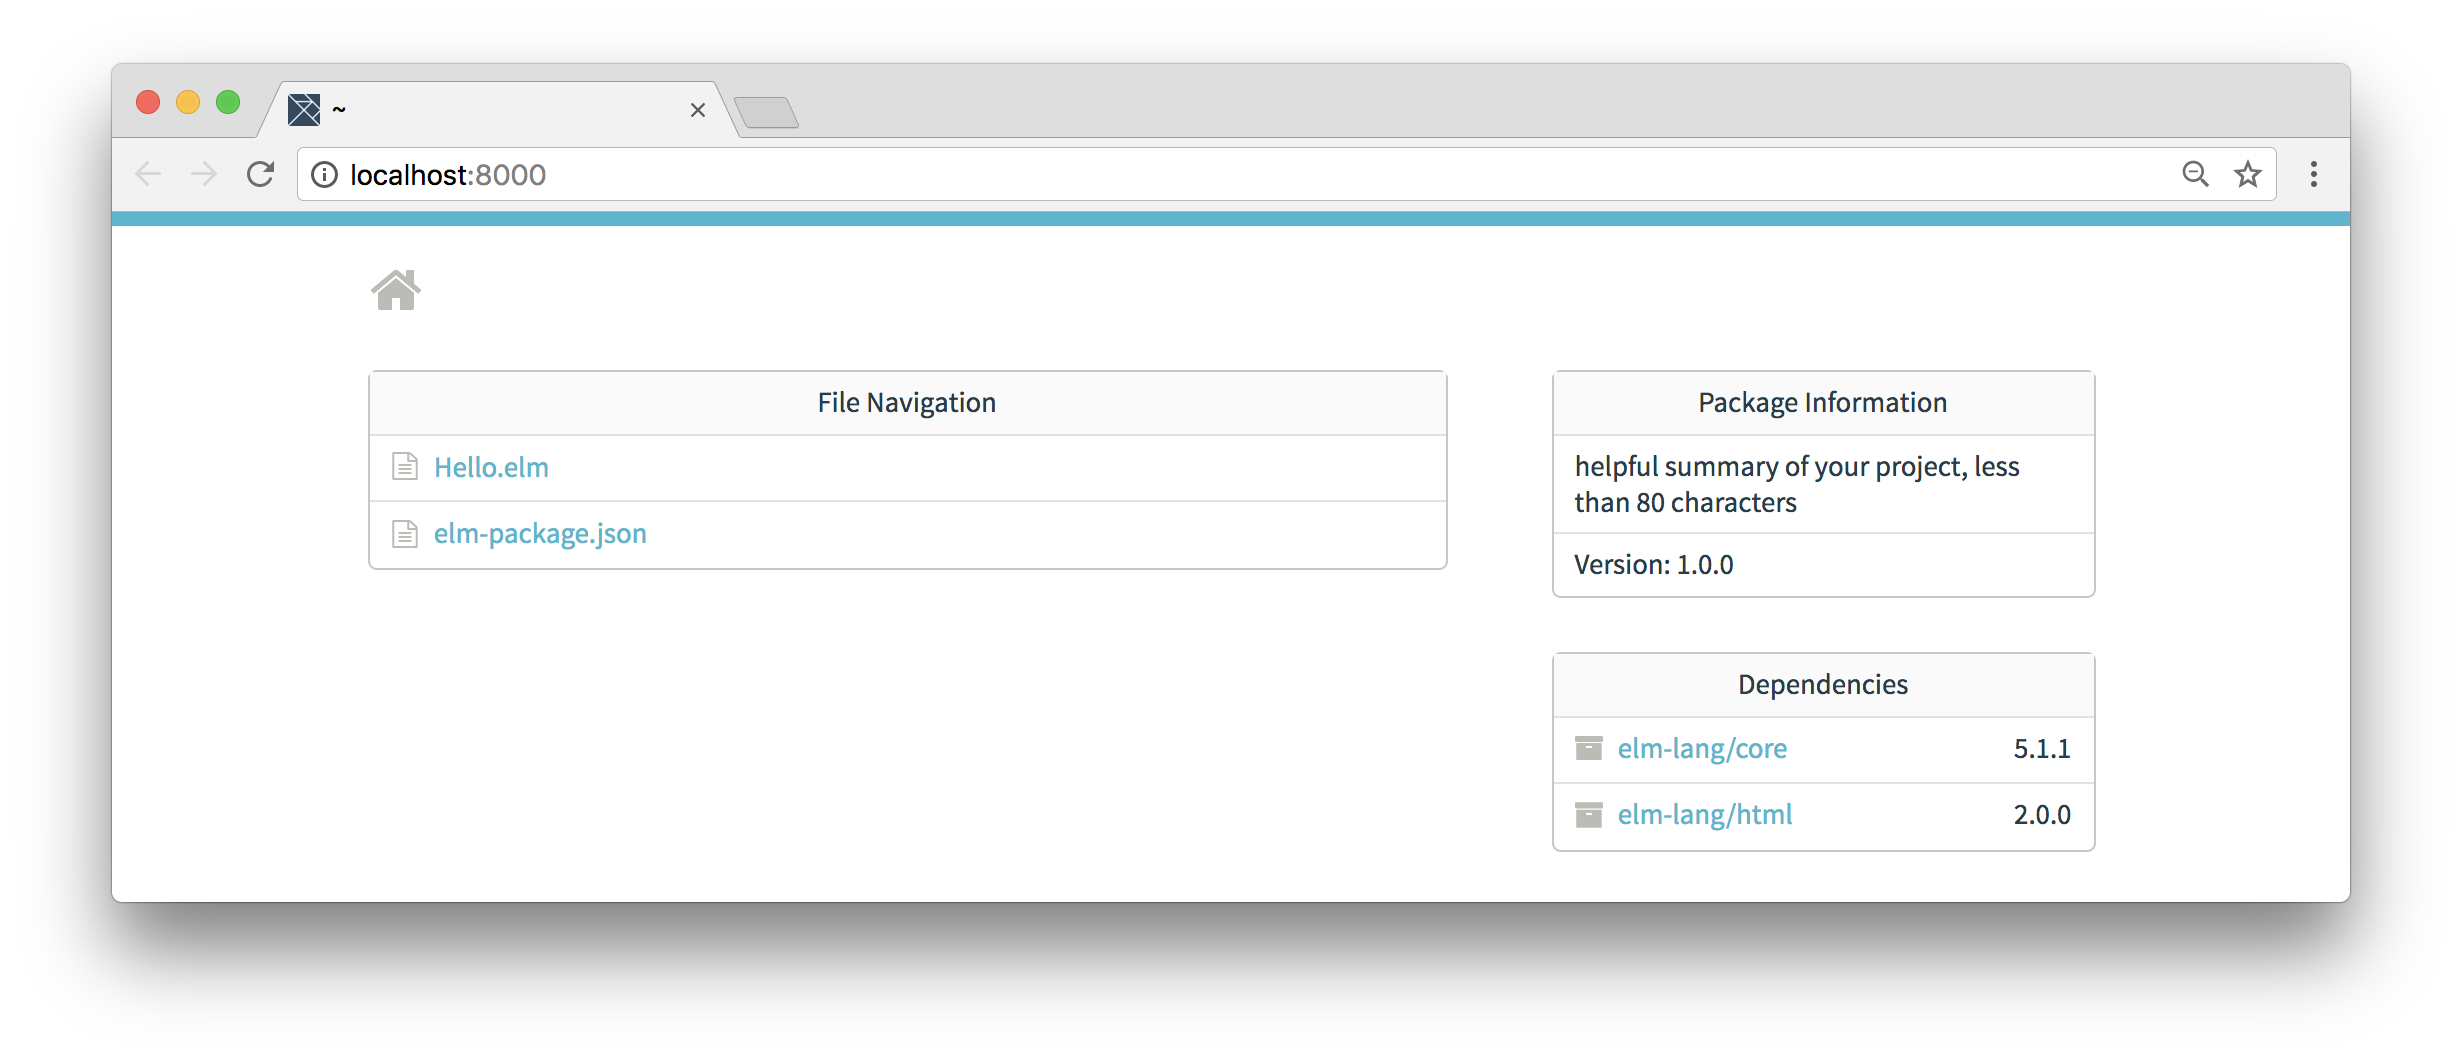 ~
localhost:8000
File Navigation
Hello.elm
elm-package.json
Package Information
helpful summary of your project, less
than 80 characters
Version: 1.0.0
Dependencies
elm-lang/core 5.1.1
elm-lang/html 2.0.0